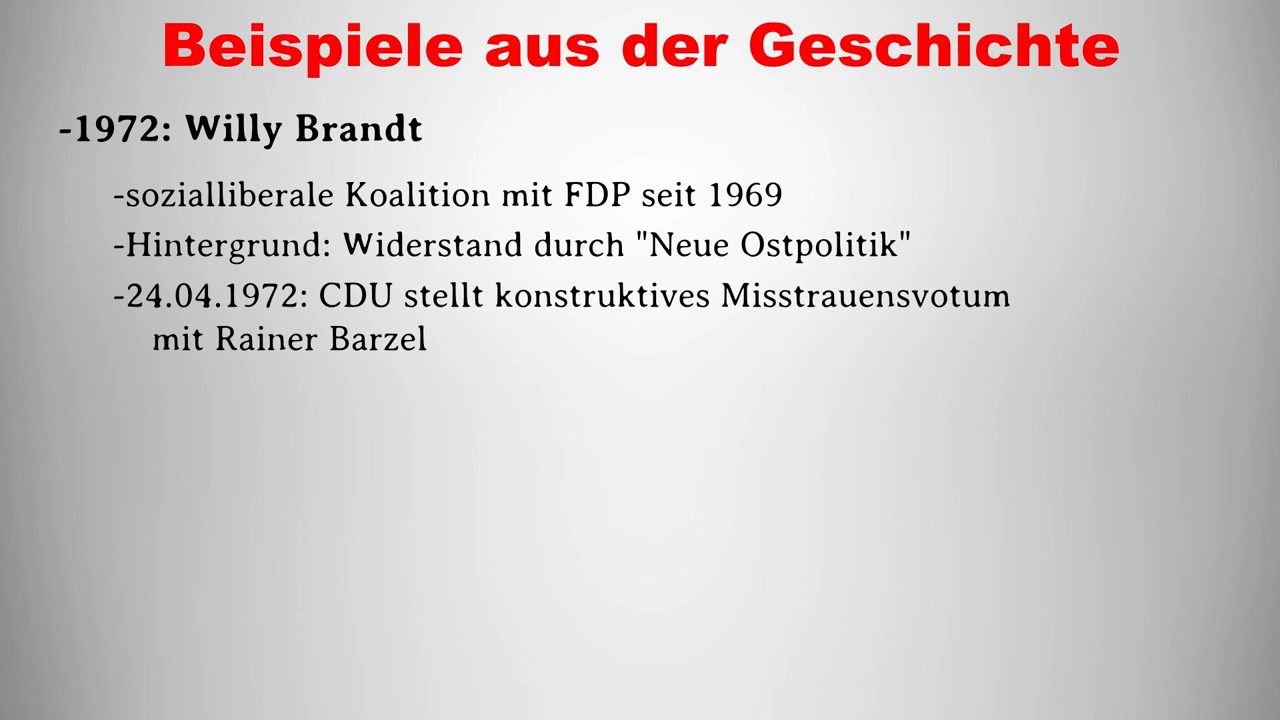 Beispiele aus der Geschichte
-1972: Willy Brandt
-sozialliberale Koalition mit FDP seit 1969
-Hintergrund: Widerstand durch "Neue Ostpolitik"
-24.04.1972: CDU stellt konstruktives Misstrauensvotum
mit Rainer Barzel